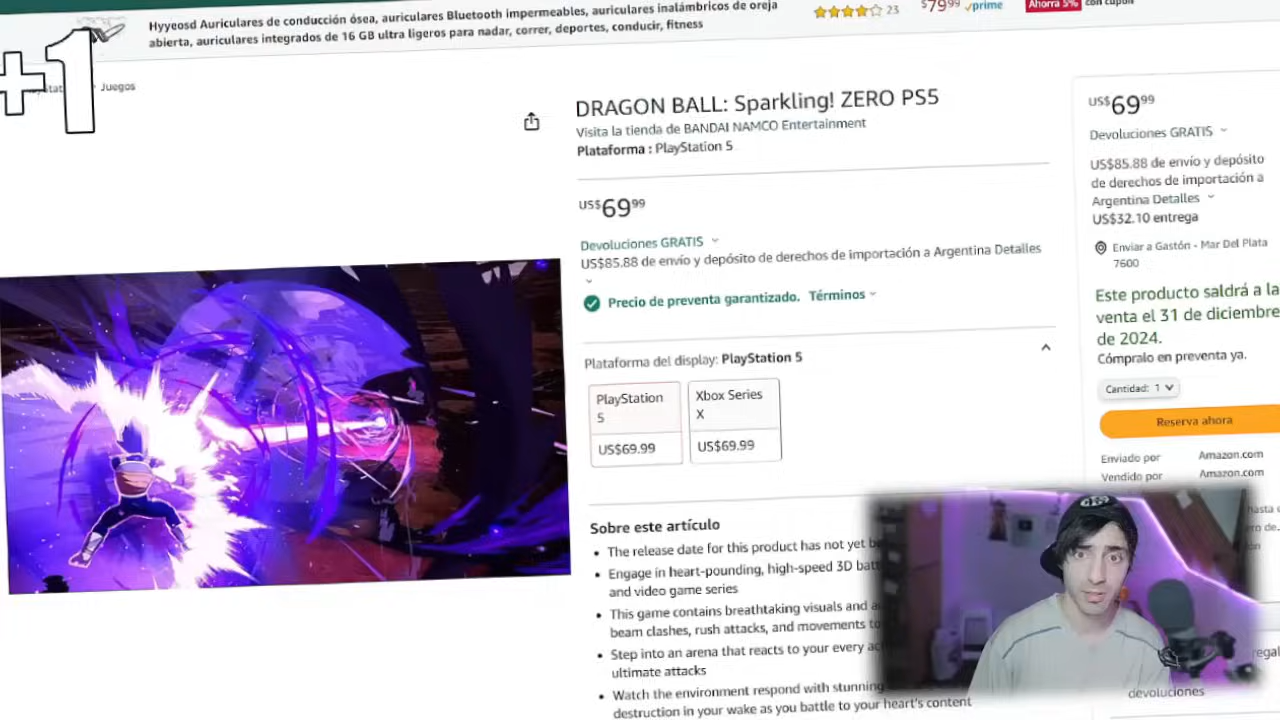 Hyyeosd Auriculares de conducción ósea, auriculares Bluetooth impermeables, auriculares inalámbricos de oreja
abierta, auriculares integrados de 16 GB ultra ligeros para nadar, correr, deportes, conducir, fitness
23
$79⁹⁹ prime
Ahorra 5% con cupón
+1
Juegos
DRAGON BALL: Sparkling! ZERO PS5
Visita la tienda de BANDAI NAMCO Entertainment
Plataforma : PlayStation 5
US$69⁹⁹
Devoluciones GRATIS
US$85.88 de envío y depósito de derechos de importación a Argentina Detalles
Precio de preventa garantizado. Términos
Plataforma del display: PlayStation 5
PlayStation
5
US$69.99
Xbox Series
X
US$69.99
Sobre este artículo
• The release date for this product has not yet
• Engage in heart-pounding, high-speed 3D
and video game series
• This game contains breathtaking visuals and
beam clashes, rush attacks, and movements
• Step into an arena that reacts to your every
ultimate attacks
• Watch the environment respond with stunning
destruction in your wake as you battle to your heart's content
US$69⁹⁹
Devoluciones GRATIS
US$85.88 de envío y depósito
de derechos de importación a
Argentina Detalles
US$32.10 entrega
Enviar a Gastón - Mar Del Plata
7600
Este producto saldrá a la
venta el 31 de diciembre
de 2024.
Cómpralo en preventa ya.
Cantidad: 1
Reserva ahora
Enviado por Amazon.com
Vendido por Amazon.com
hasta
devoluciones